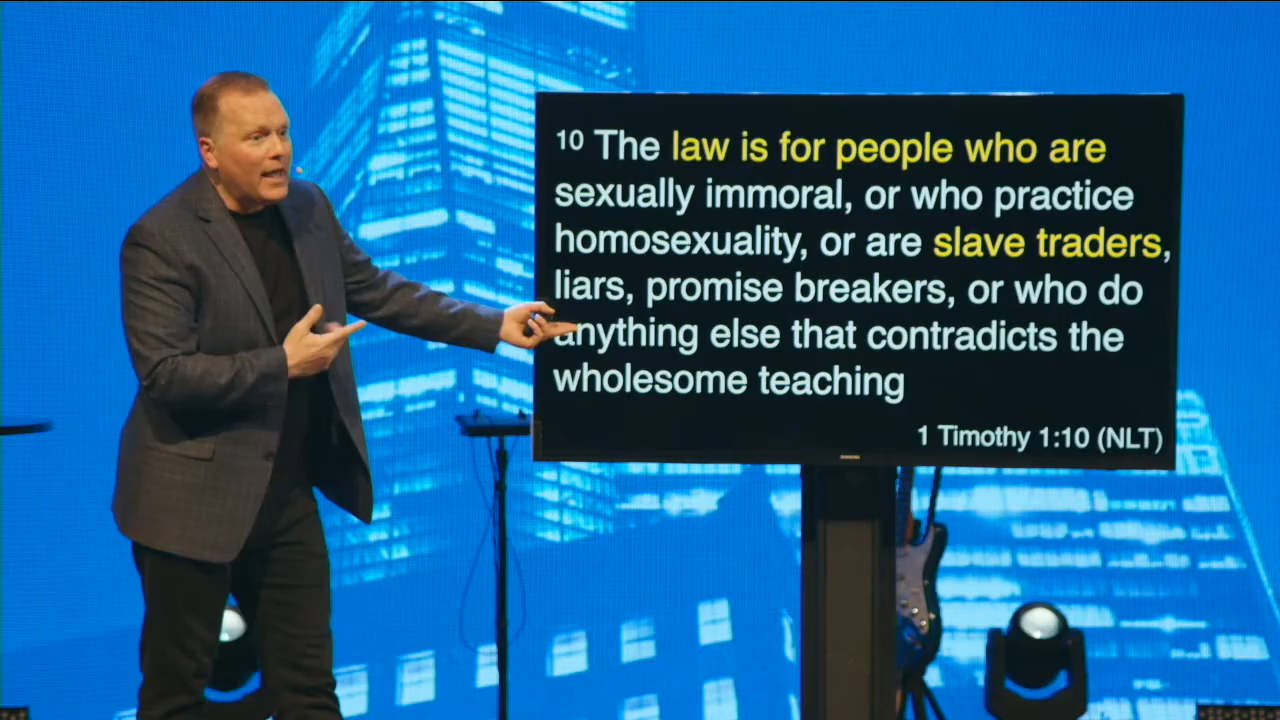 10 The law is for people who are
sexually immoral, or who practice
homosexuality, or are slave traders,
liars, promise breakers, or who do
anything else that contradicts the
wholesome teaching
1 Timothy 1:10 (NLT)
SAMSUNG